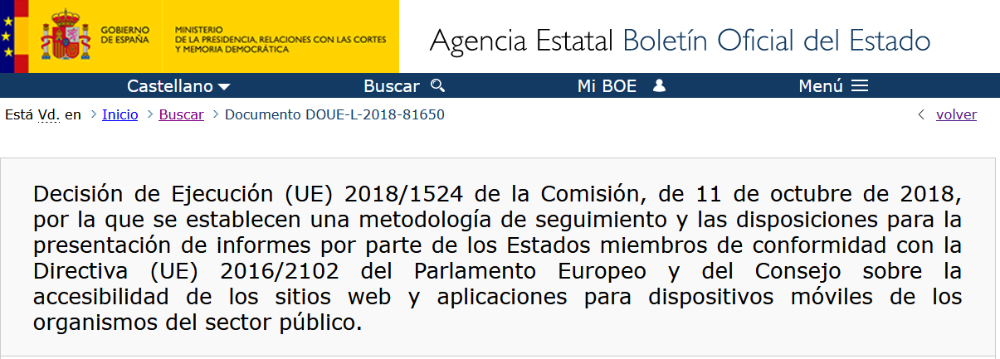 GOBIERNO
DE ESPAÑA
MINISTERIO
DE LA PRESIDENCIA, RELACIONES CON LAS CORTES
Y MEMORIA DEMOCRÁTICA
Agencia Estatal Boletín Oficial del Estado
Castellano Buscar Mi BOE Menú
Está Vd. en > Inicio > Buscar > Documento DOUE-L-2018-81650 < volver
Decisión de Ejecución (UE) 2018/1524 de la Comisión, de 11 de octubre de 2018,
por la que se establecen una metodología de seguimiento y las disposiciones para la
presentación de informes por parte de los Estados miembros de conformidad con la
Directiva (UE) 2016/2102 del Parlamento Europeo y del Consejo sobre la
accesibilidad de los sitios web y aplicaciones para dispositivos móviles de los
organismos del sector público.